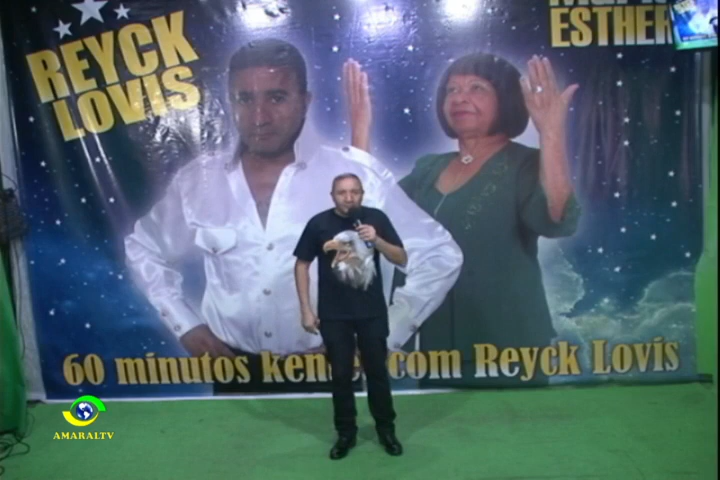 REYCK
LOVIS
ESTHER
60 minutos com Reyck Lovis
AMARALTV